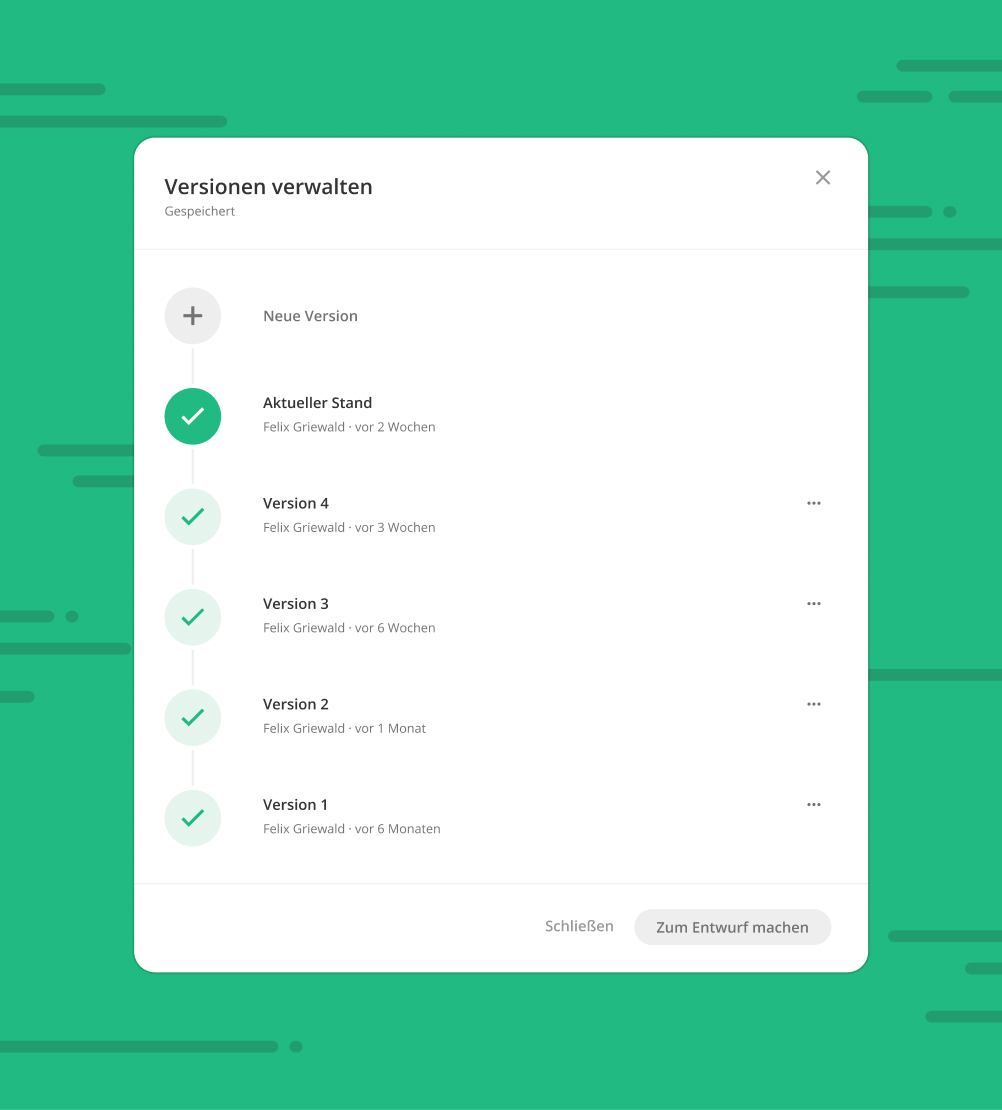 Versionen verwalten
Gespeichert
Neue Version
Aktueller Stand
Felix Griewald · vor 2 Wochen
Version 4
Felix Griewald · vor 3 Wochen
Version 3
Felix Griewald · vor 6 Wochen
Version 2
Felix Griewald · vor 1 Monat
Version 1
Felix Griewald · vor 6 Monaten
Schließen
Zum Entwurf machen